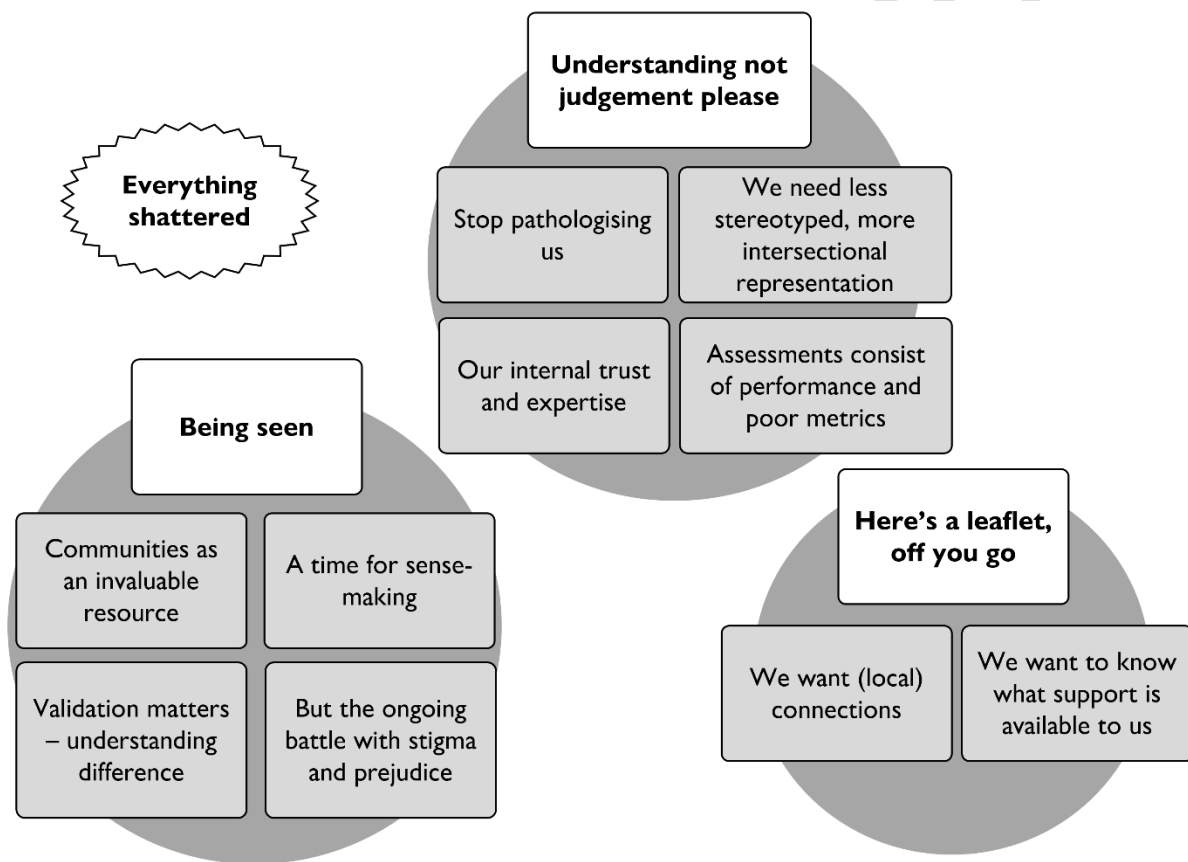 Understanding not
judgement please
Everything
shattered
Stop pathologising
us
We need less
stereotyped, more
intersectional
representation
Our internal trust
and expertise
Assessments consist
of performance and
poor metrics
Being seen
Communities as
an invaluable
resource
A time for sense-
making
Validation matters
– understanding
difference
But the ongoing
battle with stigma
and prejudice
Here’s a leaflet,
off you go
We want (local)
connections
We want to know
what support is
available to us